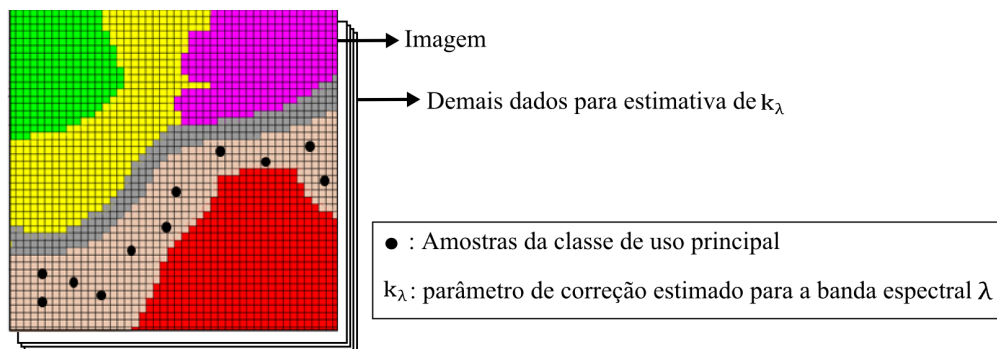 Imagem
Demais dados para estimativa de kλ
● : Amostras da classe de uso principal
kλ: parâmetro de correção estimado para a banda espectral λ